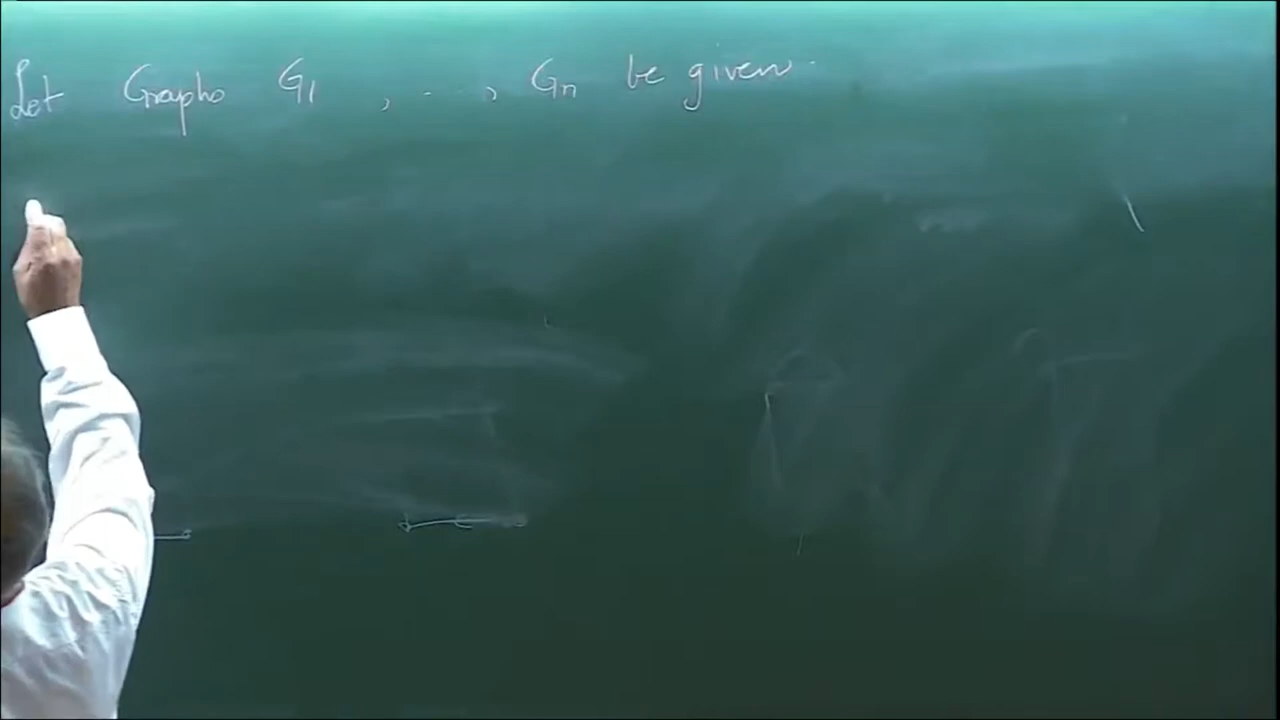 Let Graphs G1 , - - , Gn be given.